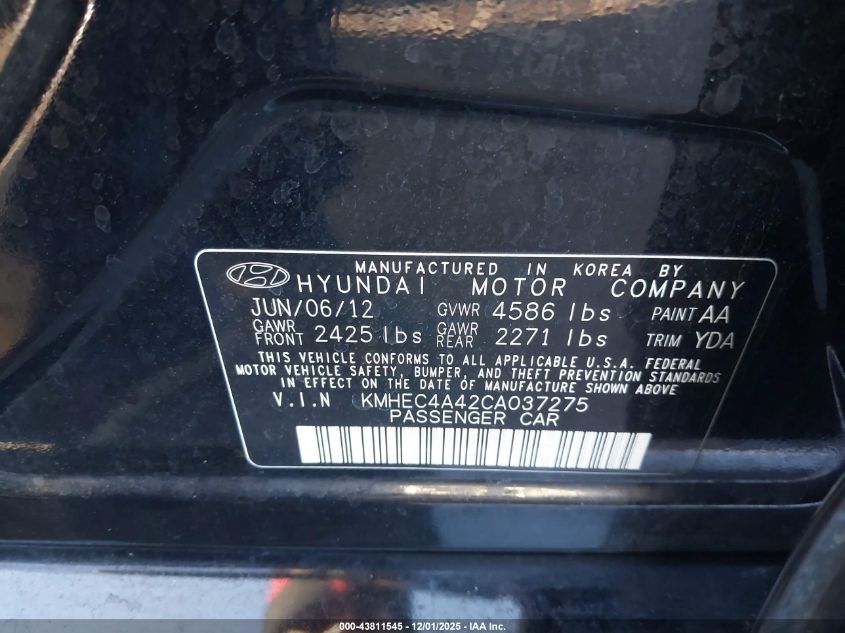 MANUFACTURED IN KOREA BY
HYUNDAI MOTOR COMPANY
JUN/06/12 GVWR 4586 lbs PAINT AA
GAWR FRONT 2425 lbs GAWR REAR 2271 lbs TRIM YDA
THIS VEHICLE CONFORMS TO ALL APPLICABLE U.S.A. FEDERAL
MOTOR VEHICLE SAFETY, BUMPER, AND THEFT PREVENTION STANDARDS
IN EFFECT ON THE DATE OF MANUFACTURE SHOWN ABOVE
V.I.N KMHEC4A42CA037275
PASSENGER CAR
000-43811545 - 12/01/2025 - IAA Inc.